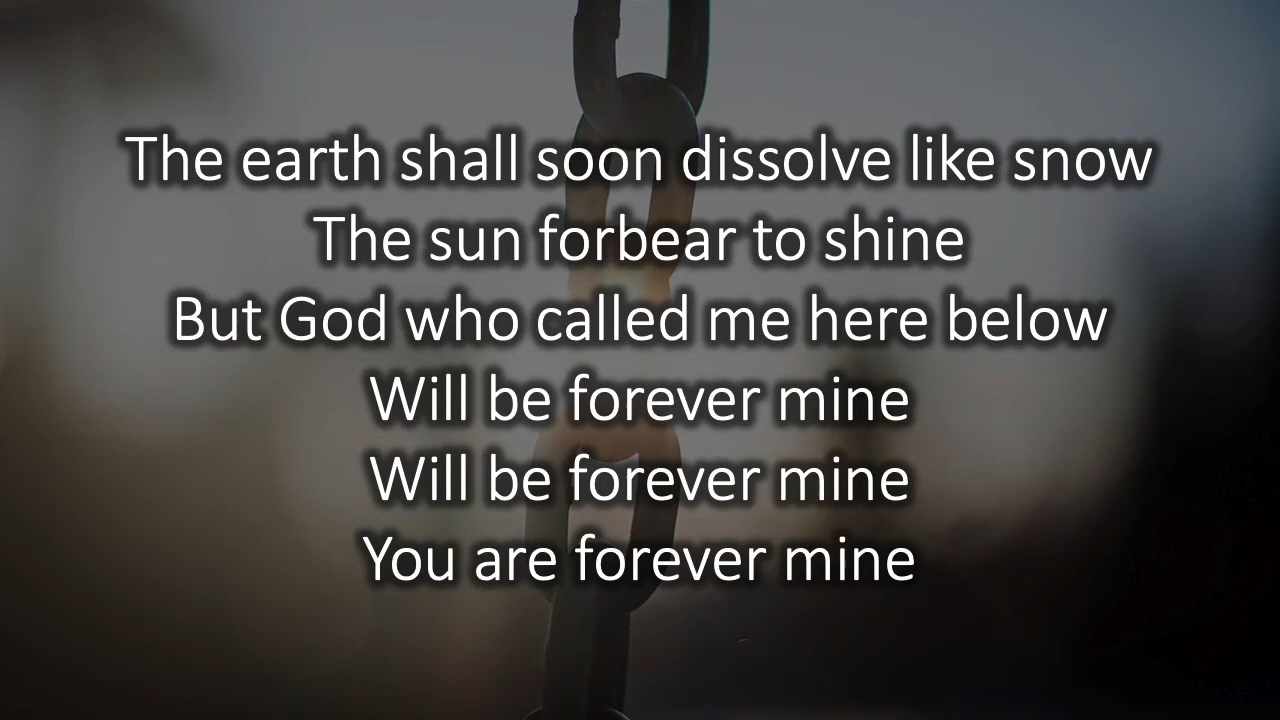 The earth shall soon dissolve like snow
The sun forbear to shine
But God who called me here below
Will be forever mine
Will be forever mine
You are forever mine